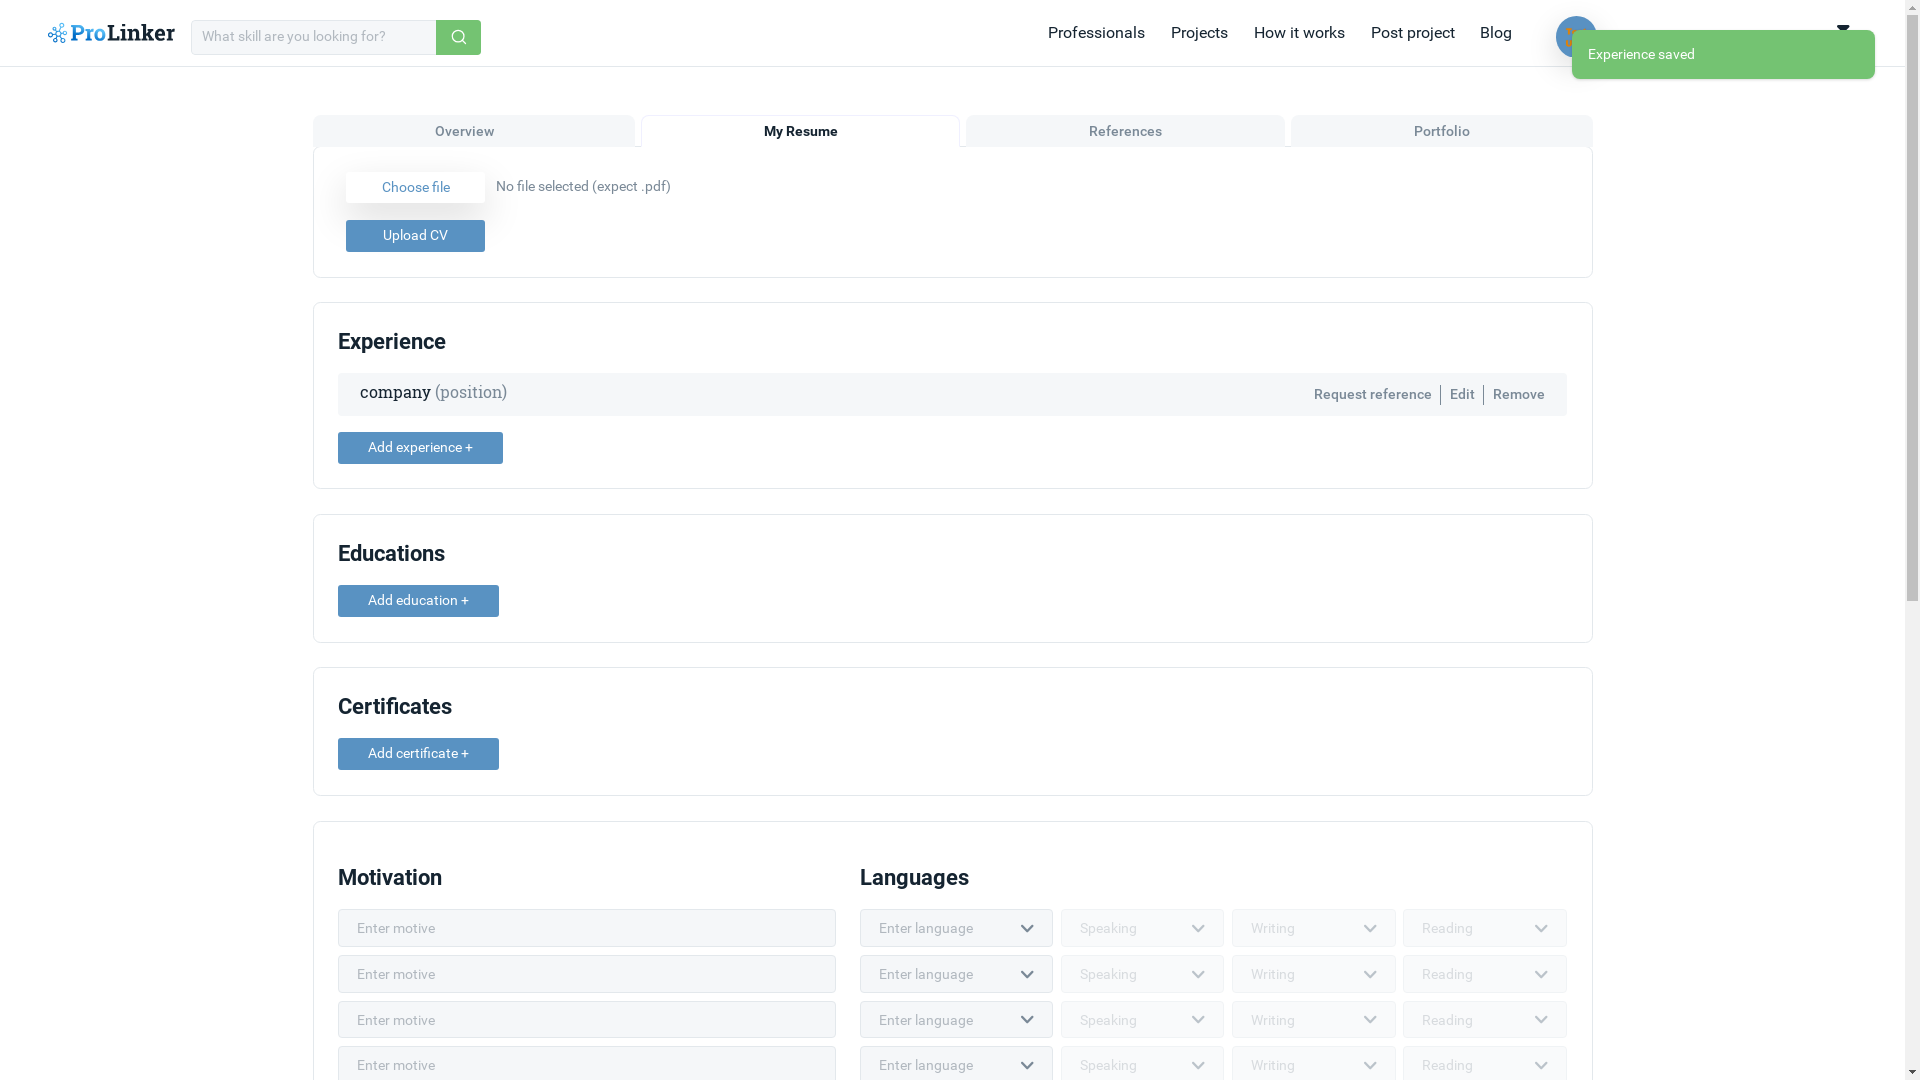 ProLinker
What skill are you looking for?
Professionals
Projects
How it works
Post project
Blog
Experience saved
Overview
My Resume
References
Portfolio
Choose file
No file selected (expect .pdf)
Upload CV
Experience
company (position)
Request reference
Edit
Remove
Add experience +
Educations
Add education +
Certificates
Add certificate +
Motivation
Languages
Enter motive
Enter language
Speaking
Writing
Reading
Enter motive
Enter language
Speaking
Writing
Reading
Enter motive
Enter language
Speaking
Writing
Reading
Enter motive
Enter language
Speaking
Writing
Reading